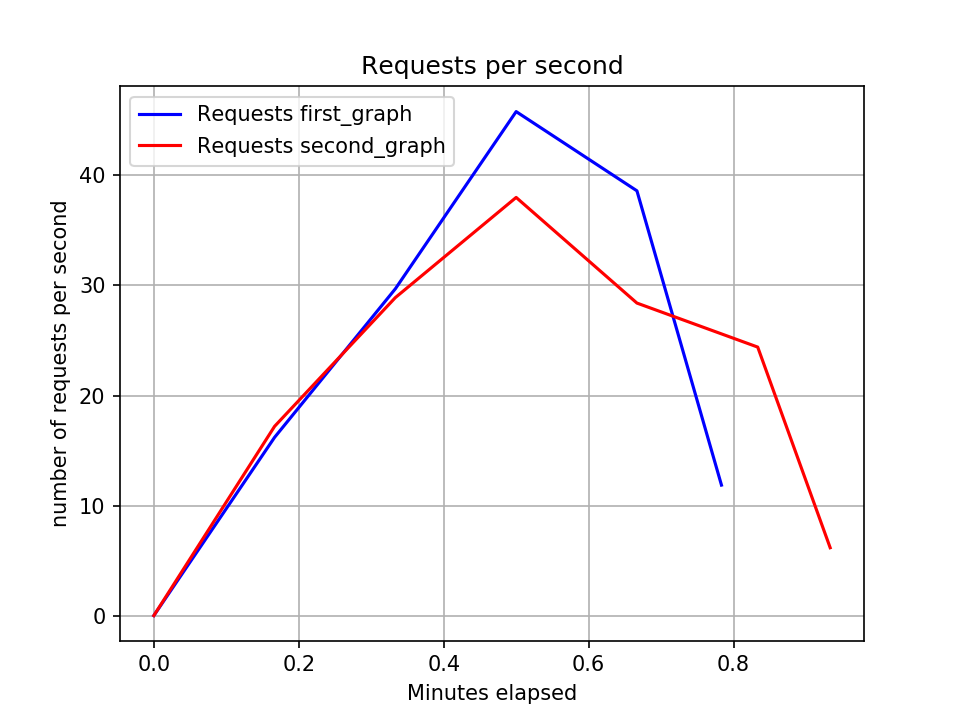 Requests per second
Requests first_graph
Requests second_graph
40
30
20
10
0
number of requests per second
0.0 0.2 0.4 0.6 0.8
Minutes elapsed